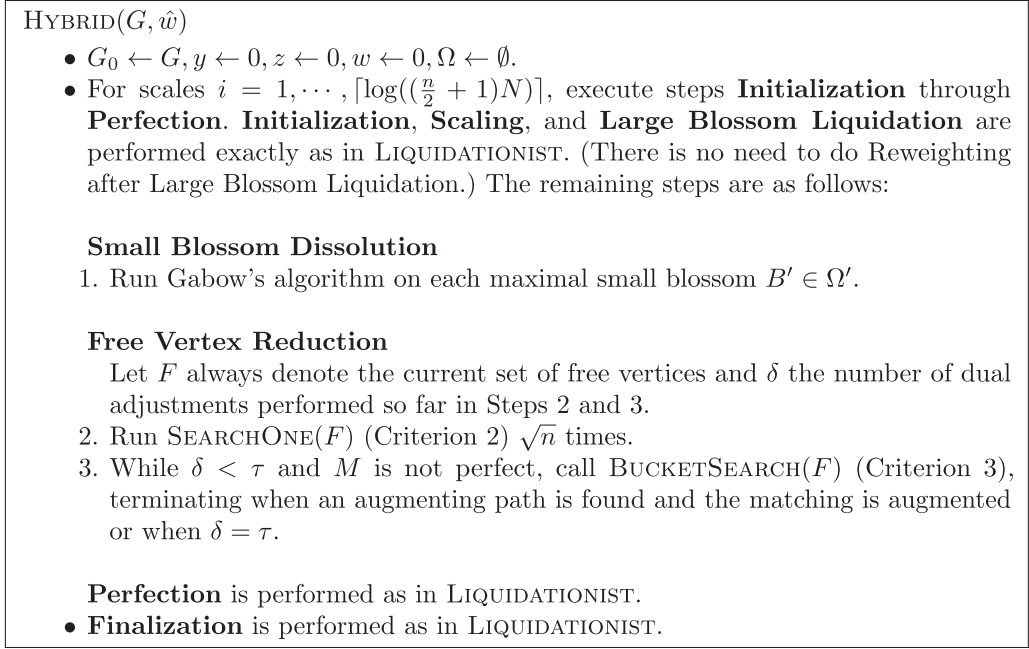 HYBRID(G, ŵ)
• G₀ ← G, y ← 0, z ← 0, w ← 0, Ω ← ∅.
• For scales i = 1, ⋯ , ⌈log((n/2 + 1)N)⌉, execute steps Initialization through
Perfection. Initialization, Scaling, and Large Blossom Liquidation are
performed exactly as in LIQUIDATIONIST. (There is no need to do Reweighting
after Large Blossom Liquidation.) The remaining steps are as follows:
Small Blossom Dissolution
1. Run Gabow's algorithm on each maximal small blossom B′ ∈ Ω′.
Free Vertex Reduction
Let F always denote the current set of free vertices and δ the number of dual
adjustments performed so far in Steps 2 and 3.
2. Run SEARCHONE(F) (Criterion 2) √n times.
3. While δ < τ and M is not perfect, call BUCKETSEARCH(F) (Criterion 3),
terminating when an augmenting path is found and the matching is augmented
or when δ = τ.
Perfection is performed as in LIQUIDATIONIST.
• Finalization is performed as in LIQUIDATIONIST.